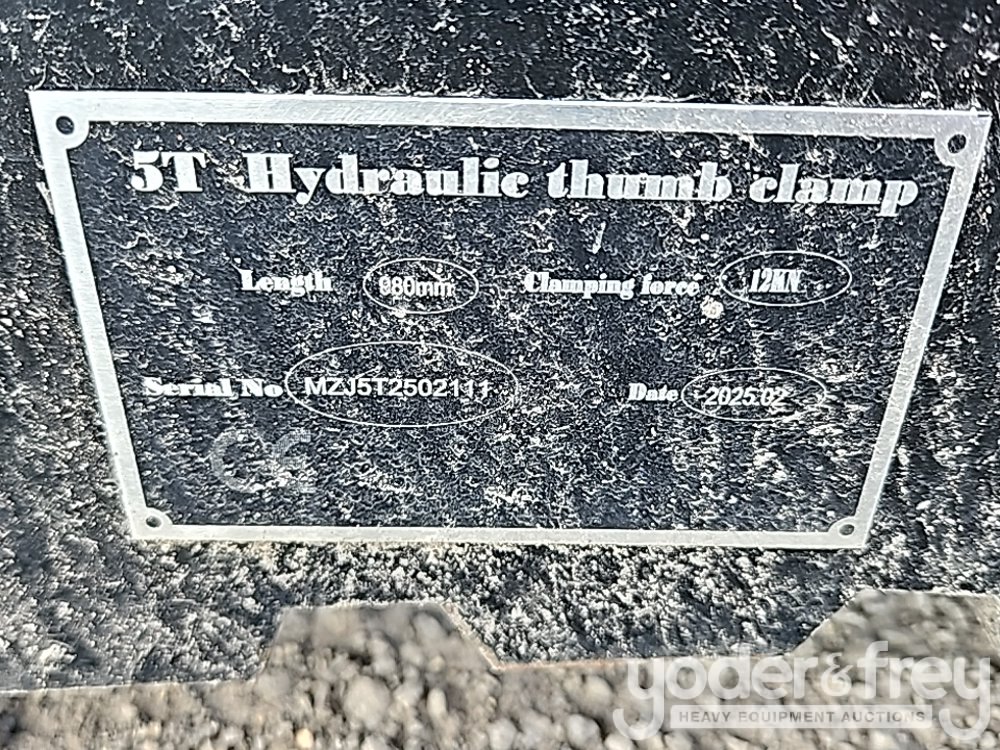 5T Hydraulic thumb clamp
Length 980mm Clamping force 12KN
Serial No MZJ5T2502111 Date 2025.02
CE
yoder&frey
HEAVY EQUIPMENT AUCTIONS